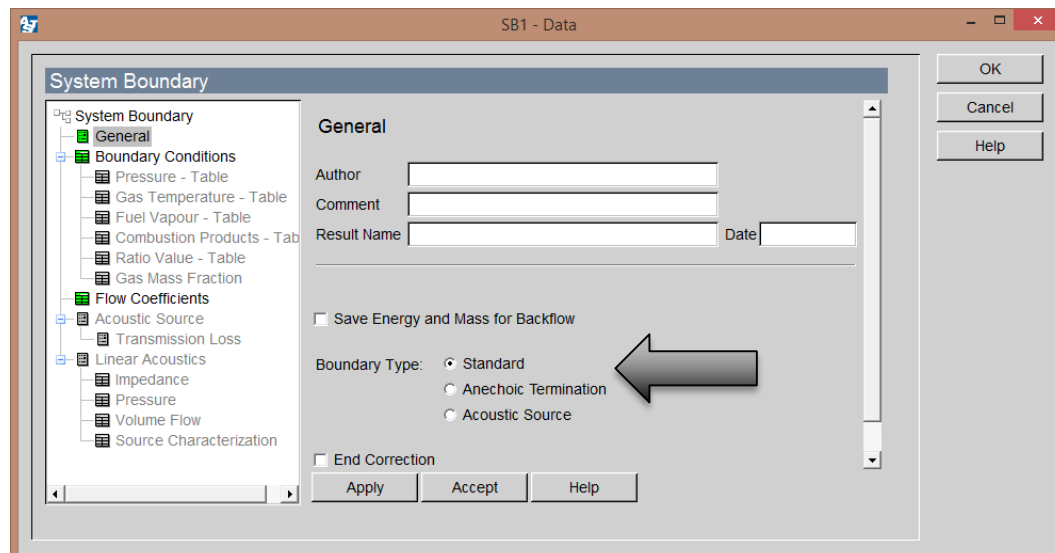 SB1 - Data
System Boundary
System Boundary
General
Boundary Conditions
Pressure - Table
Gas Temperature - Table
Fuel Vapour - Table
Combustion Products - Tab
Ratio Value - Table
Gas Mass Fraction
Flow Coefficients
Acoustic Source
Transmission Loss
Linear Acoustics
Impedance
Pressure
Volume Flow
Source Characterization
General
Author
Comment
Result Name Date
Save Energy and Mass for Backflow
Boundary Type: Standard
Anechoic Termination
Acoustic Source
End Correction
Apply Accept Help
OK
Cancel
Help